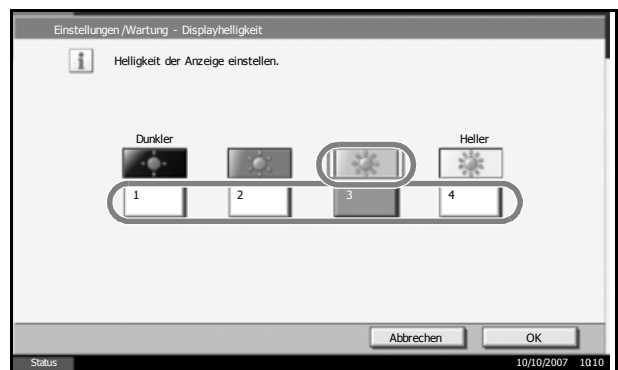 Einstellungen /Wartung - Displayhelligkeit
i Helligkeit der Anzeige einstellen.
Dunkler Heller
1 2 3 4
Abbrechen OK
Status 10/10/2007 10:10